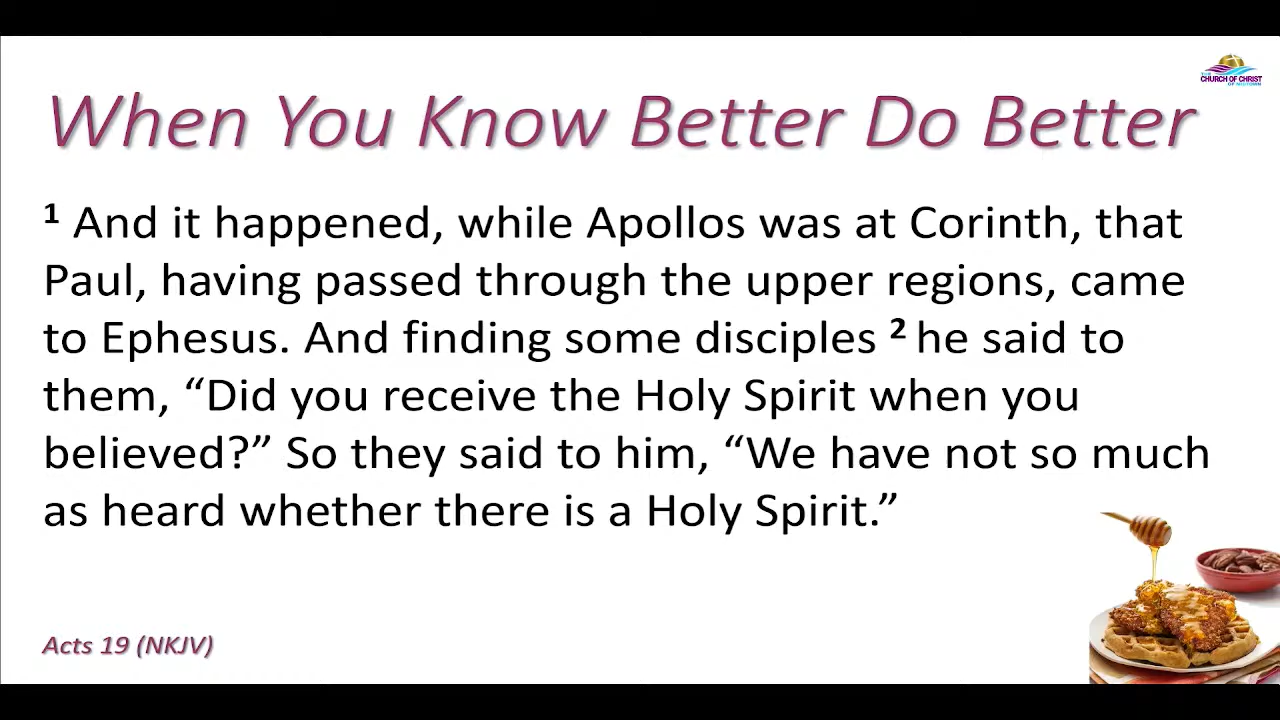 THE
CHURCH OF CHRIST
OF MIDTOWN
When You Know Better Do Better
1 And it happened, while Apollos was at Corinth, that
Paul, having passed through the upper regions, came
to Ephesus. And finding some disciples 2 he said to
them, “Did you receive the Holy Spirit when you
believed?” So they said to him, “We have not so much
as heard whether there is a Holy Spirit.”
Acts 19 (NKJV)